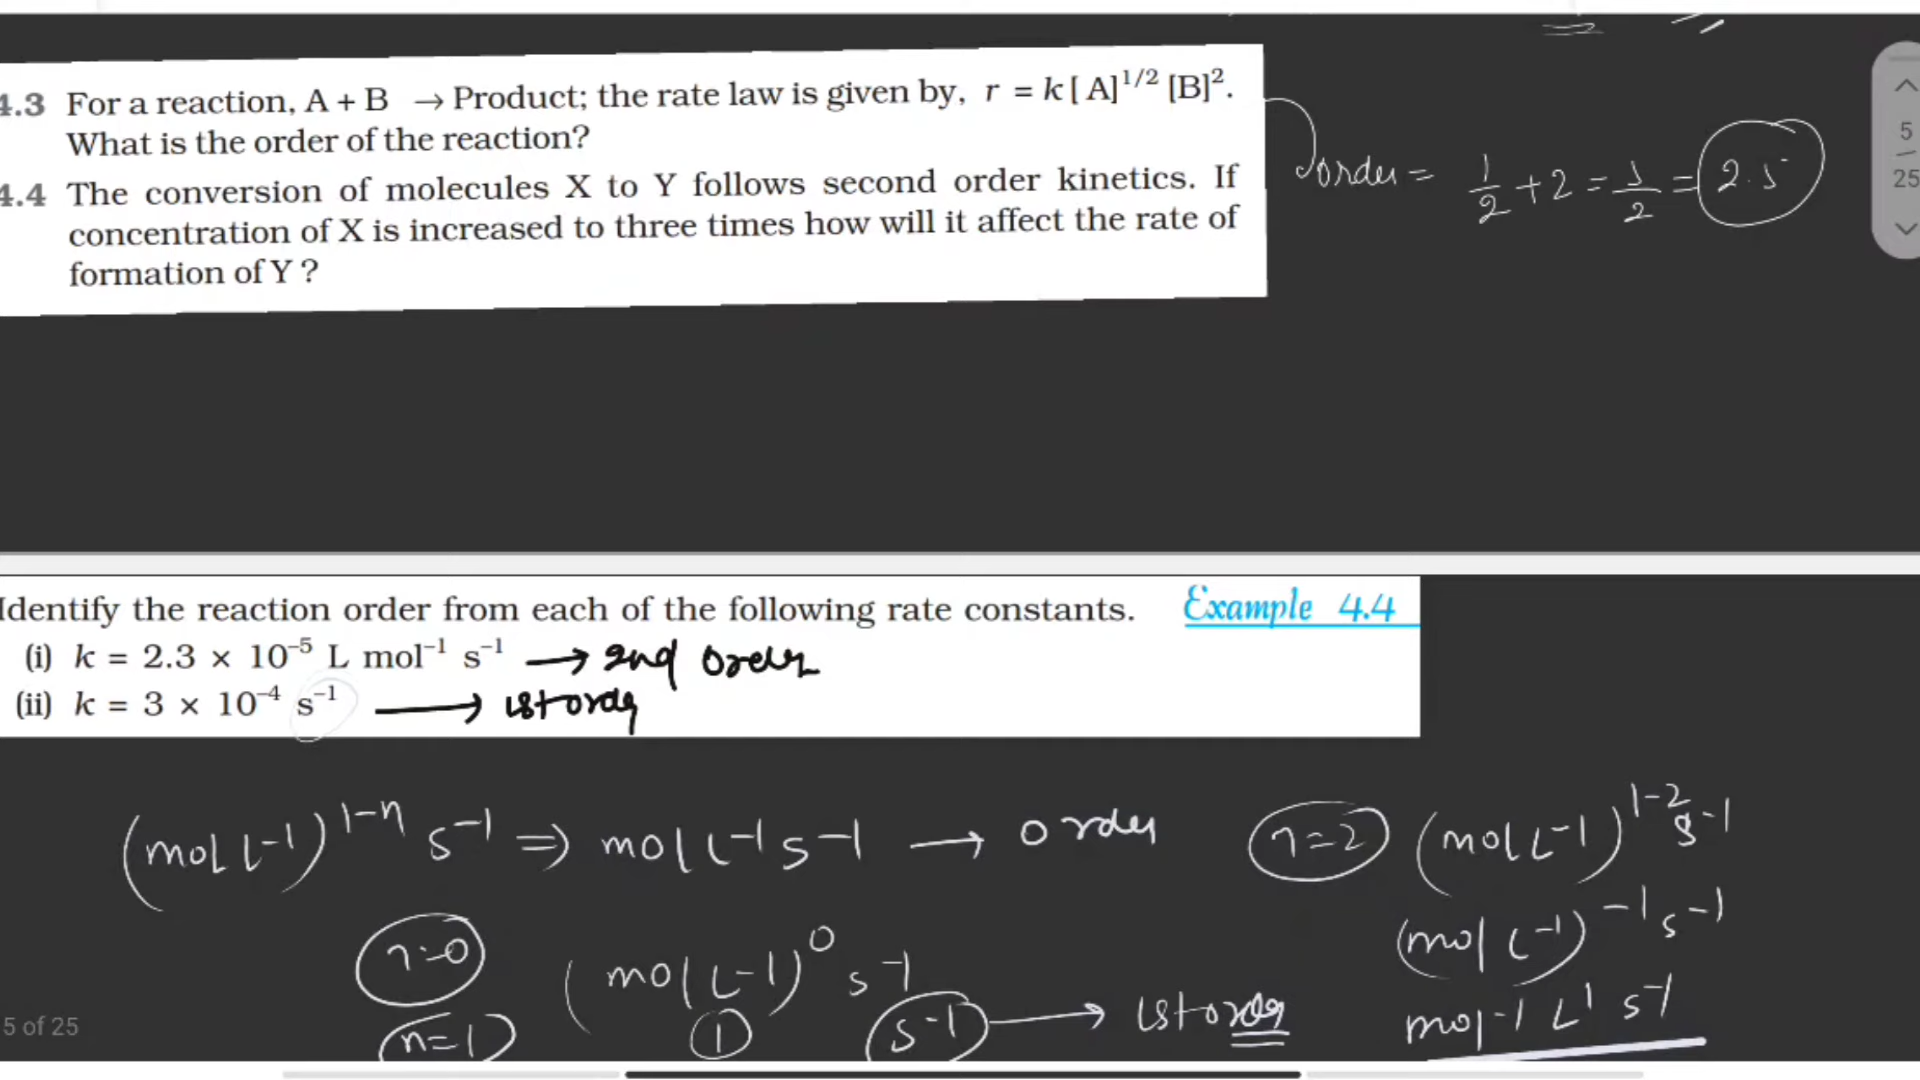 4.3 For a reaction, A + B → Product; the rate law is given by, r = k [ A]^1/2 [B]^2.
What is the order of the reaction?
order = 1/2 + 2 = 5/2 = 2.5
4.4 The conversion of molecules X to Y follows second order kinetics. If
concentration of X is increased to three times how will it affect the rate of
formation of Y ?
5
25
Identify the reaction order from each of the following rate constants. Example 4.4
(i) k = 2.3 × 10^–5 L mol^–1 s^–1 → 2nd order
(ii) k = 3 × 10^–4 s^–1 → 1st order
(mol L^-1)^1-n s^-1 ⇒ mol L^-1 s^-1 → 0 order
n=2 (mol L^-1)^1-2 s^-1
n=0 (mol L^-1)^0 s^-1
(mol L^-1)^-1 s^-1
n=1 1 s^-1 → 1st order
mol^-1 L^1 s^-1
5 of 25